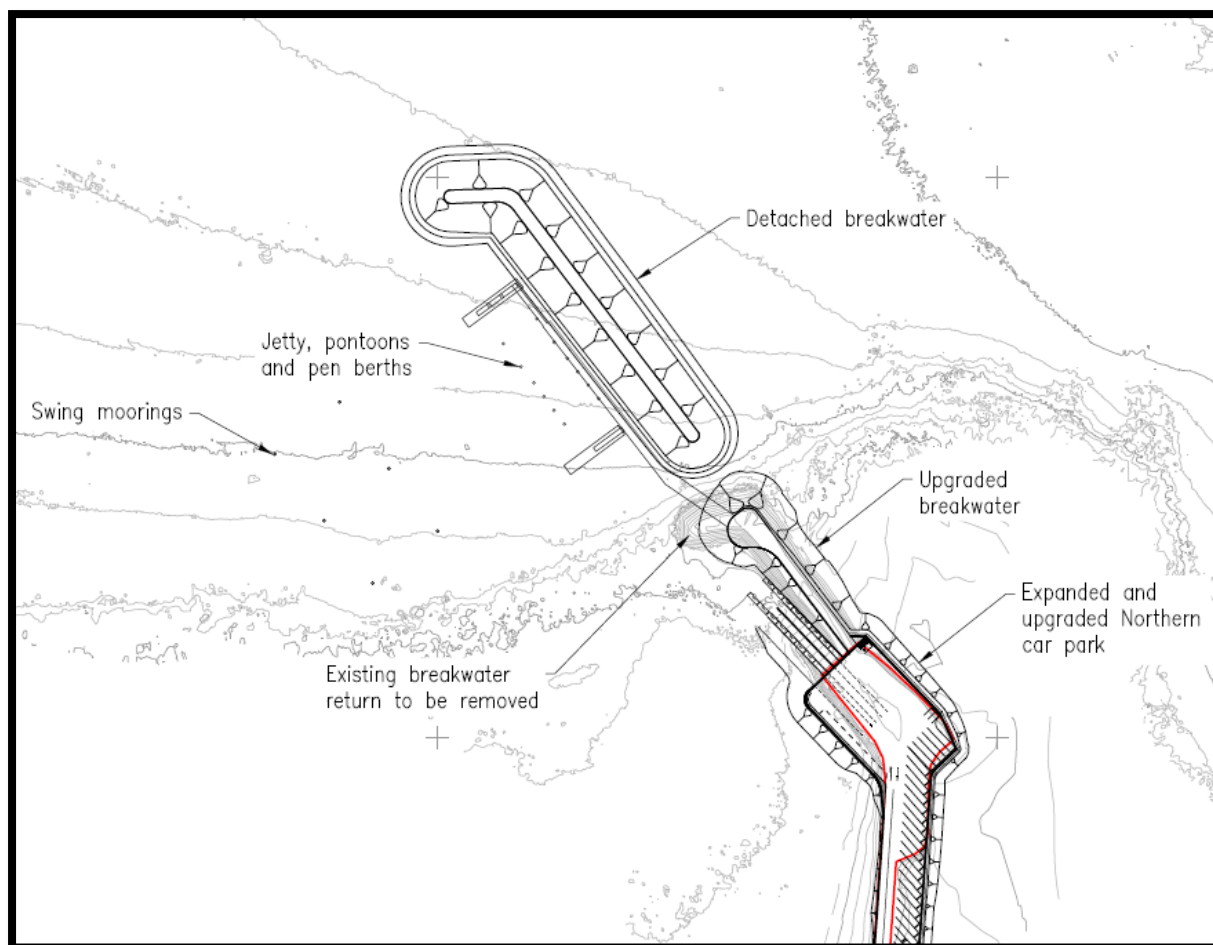 Detached breakwater
Jetty, pontoons
and pen berths
Swing moorings
Upgraded
breakwater
Expanded and
upgraded Northern
car park
Existing breakwater
return to be removed